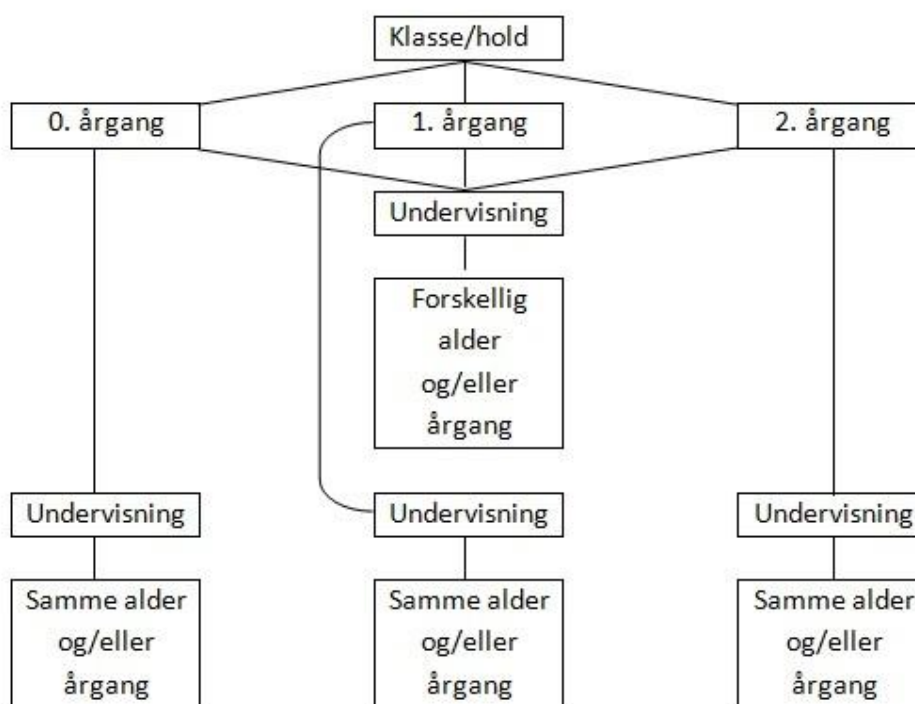 Klasse/hold
0. årgang
1. årgang
2. årgang
Undervisning
Forskellig
alder
og/eller
årgang
Undervisning
Undervisning
Undervisning
Samme alder
og/eller
årgang
Samme alder
og/eller
årgang
Samme alder
og/eller
årgang